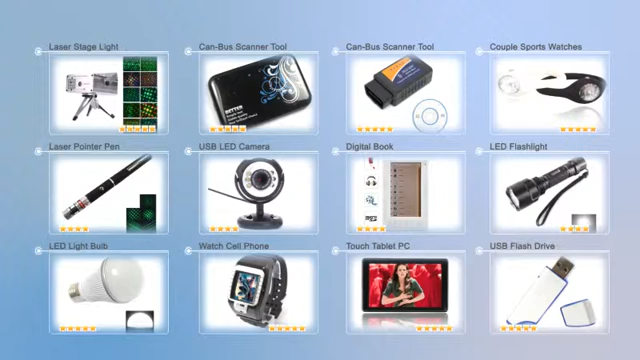 Laser Stage Light
Can-Bus Scanner Tool
Can-Bus Scanner Tool
Couple Sports Watches
Laser Pointer Pen
USB LED Camera
Digital Book
LED Flashlight
LED Light Bulb
Watch Cell Phone
Touch Tablet PC
USB Flash Drive